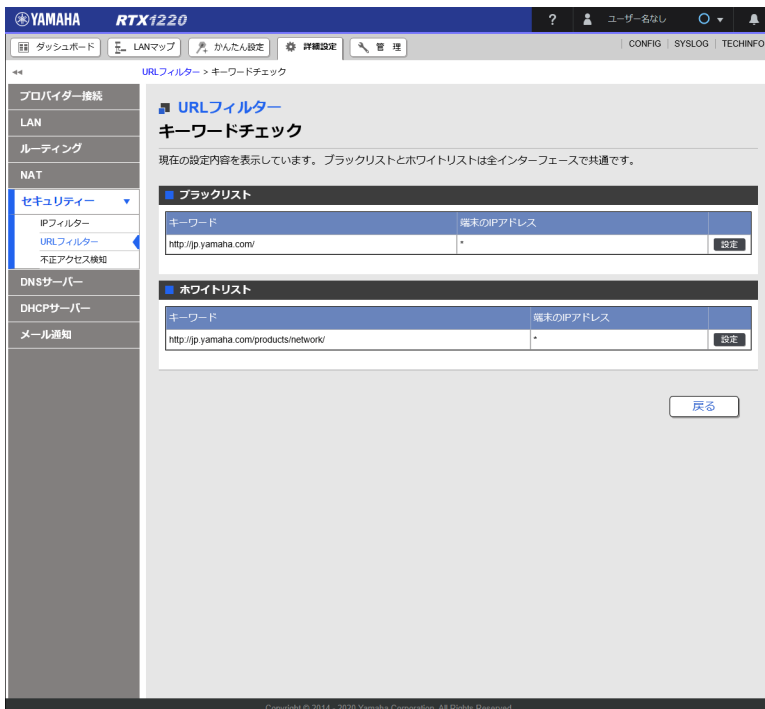 YAMAHA RTX1220 ? ユーザー名なし
ダッシュボード LANマップ かんたん設定 詳細設定 管理 CONFIG SYSLOG TECHINFO
URLフィルター > キーワードチェック
プロバイダー接続
LAN
ルーティング
NAT
セキュリティー
IPフィルター
URLフィルター
不正アクセス検知
DNSサーバー
DHCPサーバー
メール通知
URLフィルター
キーワードチェック
現在の設定内容を表示しています。 ブラックリストとホワイトリストは全インターフェースで共通です。
ブラックリスト
キーワード 端末のIPアドレス
http://jp.yamaha.com/ * 設定
ホワイトリスト
キーワード 端末のIPアドレス
http://jp.yamaha.com/products/network/ * 設定
戻る
Copyright © 2014 - 2020 Yamaha Corporation. All Rights Reserved.